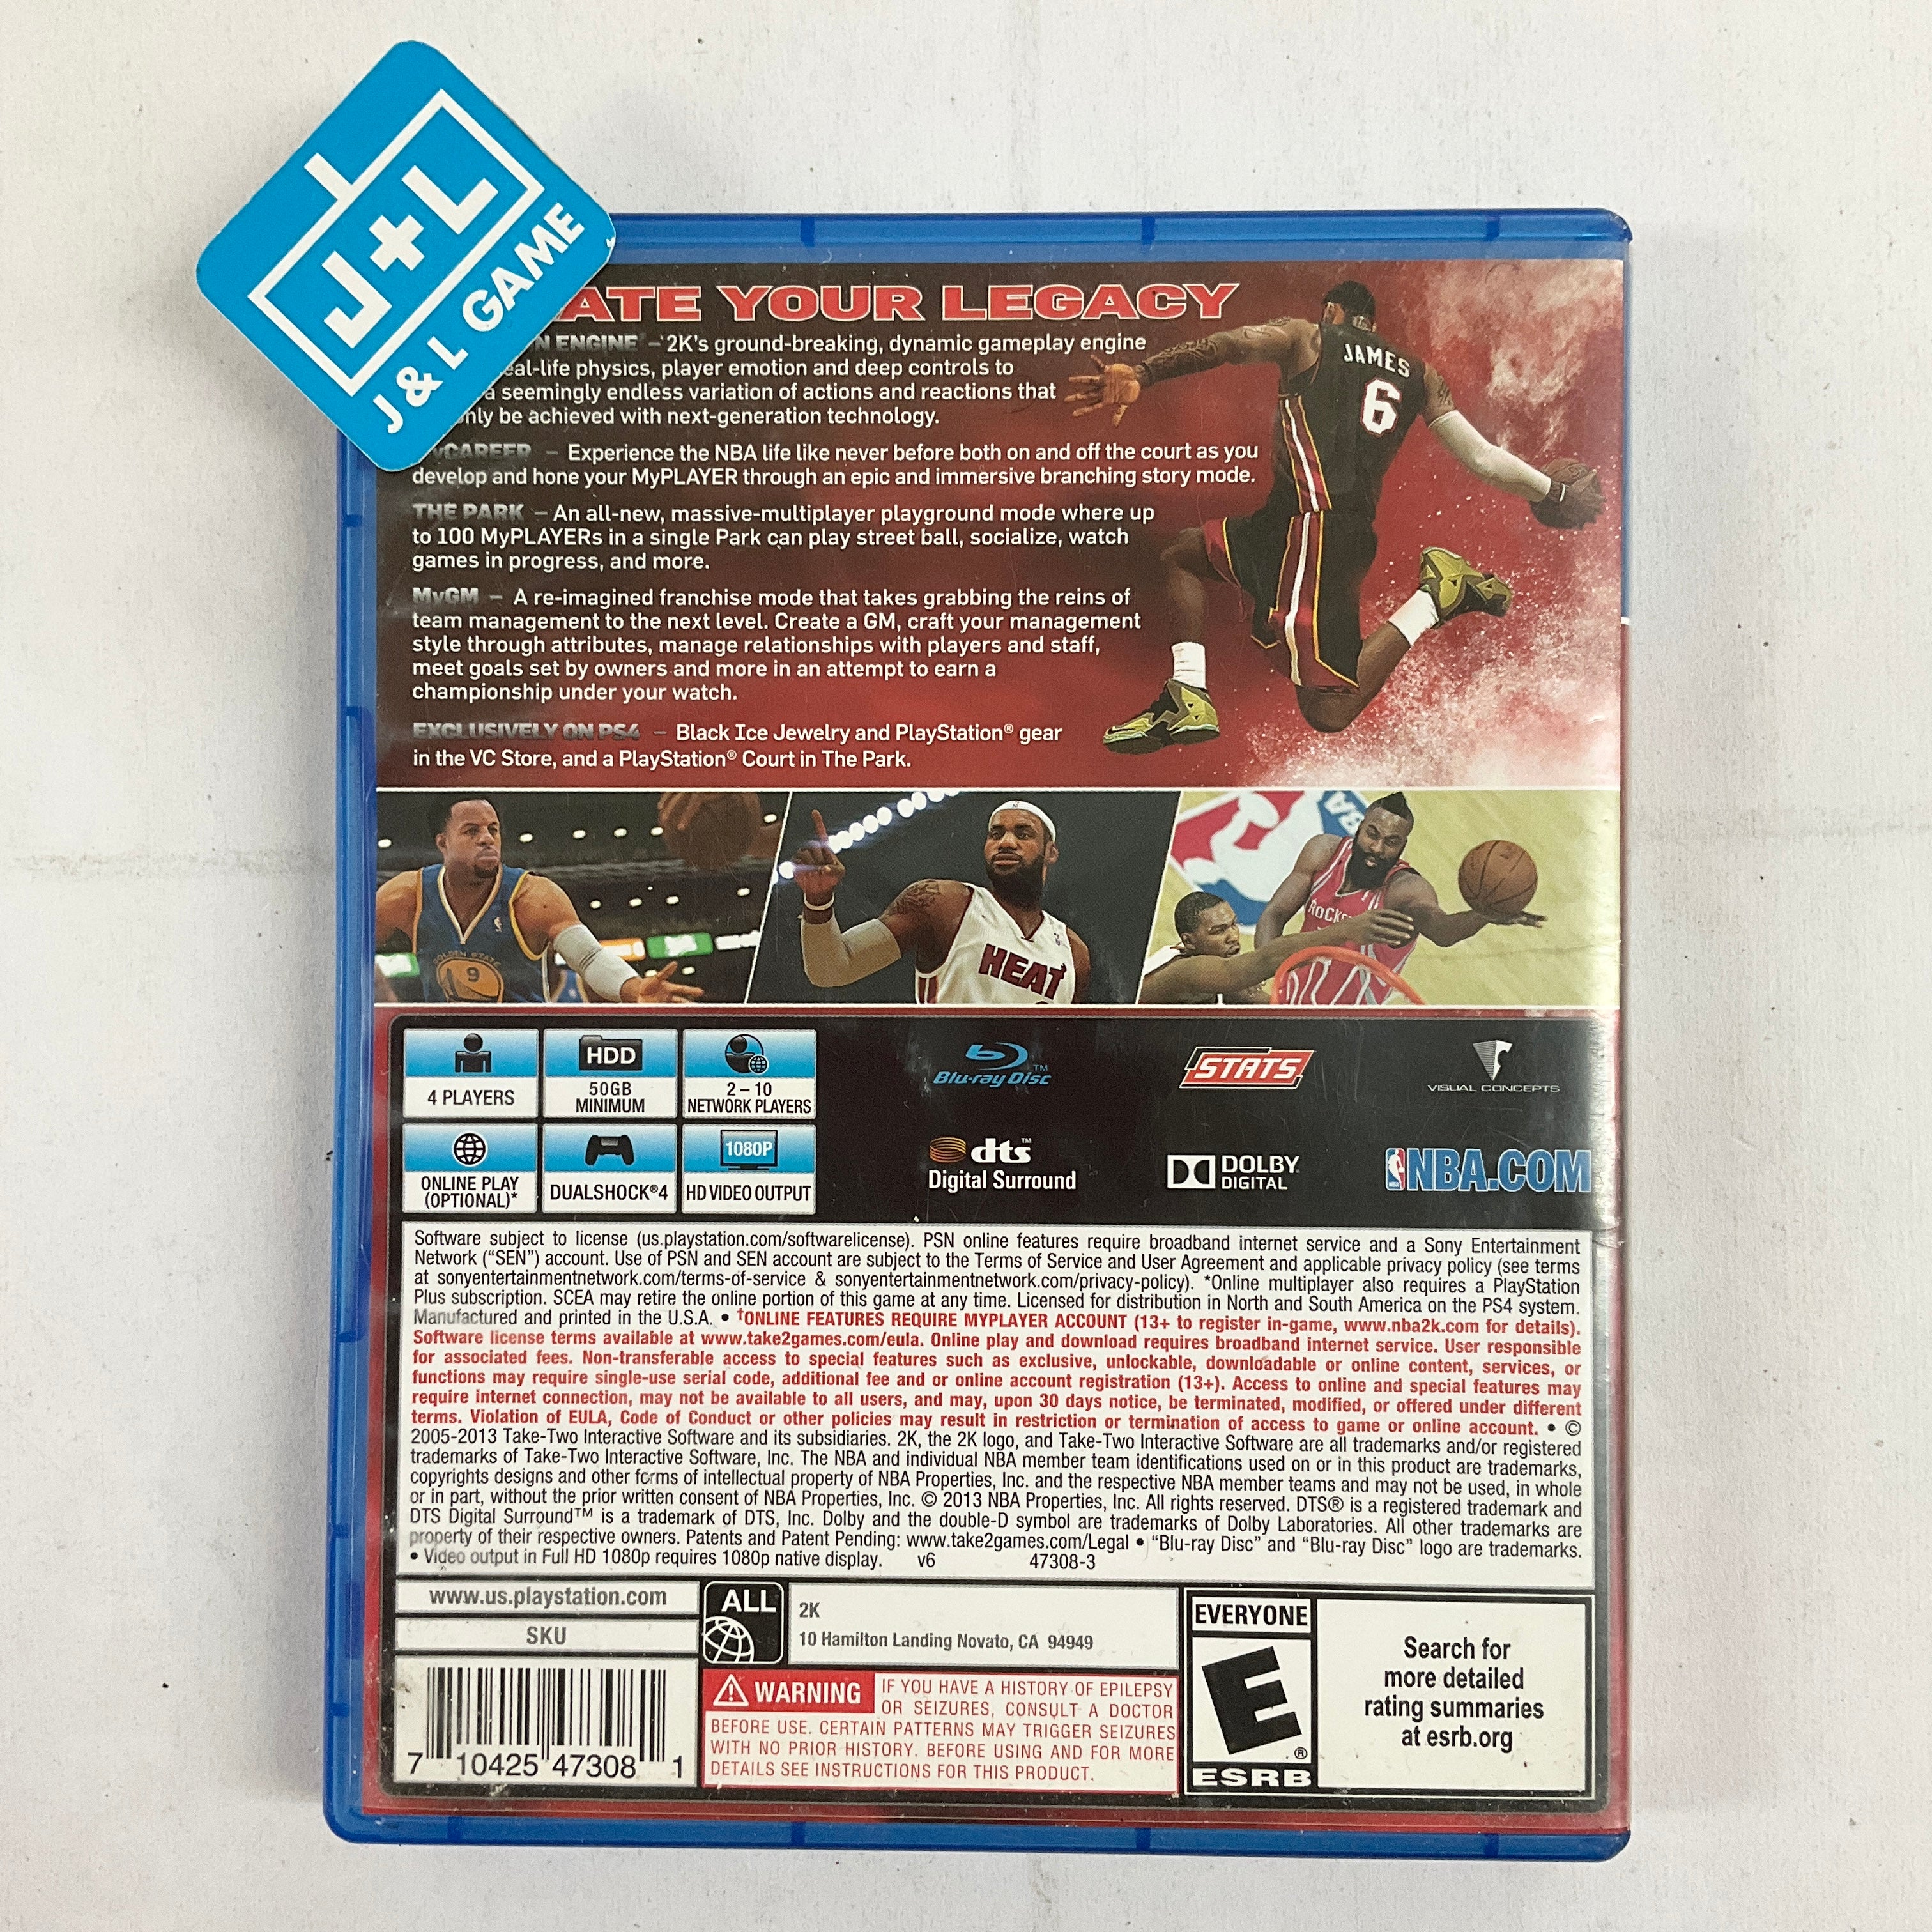 J+L
J & L GAME
ATE YOUR LEGACY
N ENGINE – 2K's ground-breaking, dynamic gameplay engine
physics, player emotion and deep controls to
a seemingly endless variation of actions and reactions that
be achieved with next-generation technology.
– Experience the NBA life like never before both on and off the court as you
develop and hone your MyPLAYER through an epic and immersive branching story mode.
THE PARK – An all-new, massive-multiplayer playground mode where up
to 100 MyPLAYERs in a single Park can play street ball, socialize, watch
games in progress, and more.
MyGM – A re-imagined franchise mode that takes grabbing the reins of
team management to the next level. Create a GM, craft your management
style through attributes, manage relationships with players and staff,
meet goals set by owners and more in an attempt to earn a
championship under your watch.
EXCLUSIVELY ON PS4 – Black Ice Jewelry and PlayStation® gear
in the VC Store, and a PlayStation® Court in The Park.
JAMES
6
GOLDEN STATE
9
HEAT
4 PLAYERS
HDD
50GB
MINIMUM
2 – 10
NETWORK PLAYERS
ONLINE PLAY
(OPTIONAL)*
DUALSHOCK®4
1080P
HD VIDEO OUTPUT
Blu-ray Disc™
STATS
VISUAL CONCEPTS
dts™
Digital Surround
DOLBY
DIGITAL
NBA.COM
Software subject to license (us.playstation.com/softwarelicense). PSN online features require broadband internet service and a Sony Entertainment
Network ("SEN") account. Use of PSN and SEN account are subject to the Terms of Service and User Agreement and applicable privacy policy (see terms
at sonyentertainmentnetwork.com/terms-of-service & sonyentertainmentnetwork.com/privacy-policy). *Online multiplayer also requires a PlayStation
Plus subscription. SCEA may retire the online portion of this game at any time. Licensed for distribution in North and South America on the PS4 system.
Manufactured and printed in the U.S.A. • †ONLINE FEATURES REQUIRE MYPLAYER ACCOUNT (13+ to register in-game, www.nba2k.com for details).
Software license terms available at www.take2games.com/eula. Online play and download requires broadband internet service. User responsible
for associated fees. Non-transferable access to special features such as exclusive, unlockable, downloadable or online content, services, or
functions may require single-use serial code, additional fee and or online account registration (13+). Access to online and special features may
require internet connection, may not be available to all users, and may, upon 30 days notice, be terminated, modified, or offered under different
terms. Violation of EULA, Code of Conduct or other policies may result in restriction or termination of access to game or online account. • ©
2005-2013 Take-Two Interactive Software and its subsidiaries. 2K, the 2K logo, and Take-Two Interactive Software are all trademarks and/or registered
trademarks of Take-Two Interactive Software, Inc. The NBA and individual NBA member team identifications used on or in this product are trademarks,
copyrights designs and other forms of intellectual property of NBA Properties, Inc. and the respective NBA member teams and may not be used, in whole
or in part, without the prior written consent of NBA Properties, Inc. © 2013 NBA Properties, Inc. All rights reserved. DTS® is a registered trademark and
DTS Digital Surround™ is a trademark of DTS, Inc. Dolby and the double-D symbol are trademarks of Dolby Laboratories. All other trademarks are
property of their respective owners. Patents and Patent Pending: www.take2games.com/Legal • "Blu-ray Disc" and "Blu-ray Disc" logo are trademarks.
• Video output in Full HD 1080p requires 1080p native display. v6 47308-3
www.us.playstation.com
SKU
7 10425 47308 1
ALL
2K
10 Hamilton Landing Novato, CA 94949
WARNING IF YOU HAVE A HISTORY OF EPILEPSY
OR SEIZURES, CONSULT A DOCTOR
BEFORE USE. CERTAIN PATTERNS MAY TRIGGER SEIZURES
WITH NO PRIOR HISTORY. BEFORE USING AND FOR MORE
DETAILS SEE INSTRUCTIONS FOR THIS PRODUCT.
EVERYONE
E®
ESRB
Search for
more detailed
rating summaries
at esrb.org